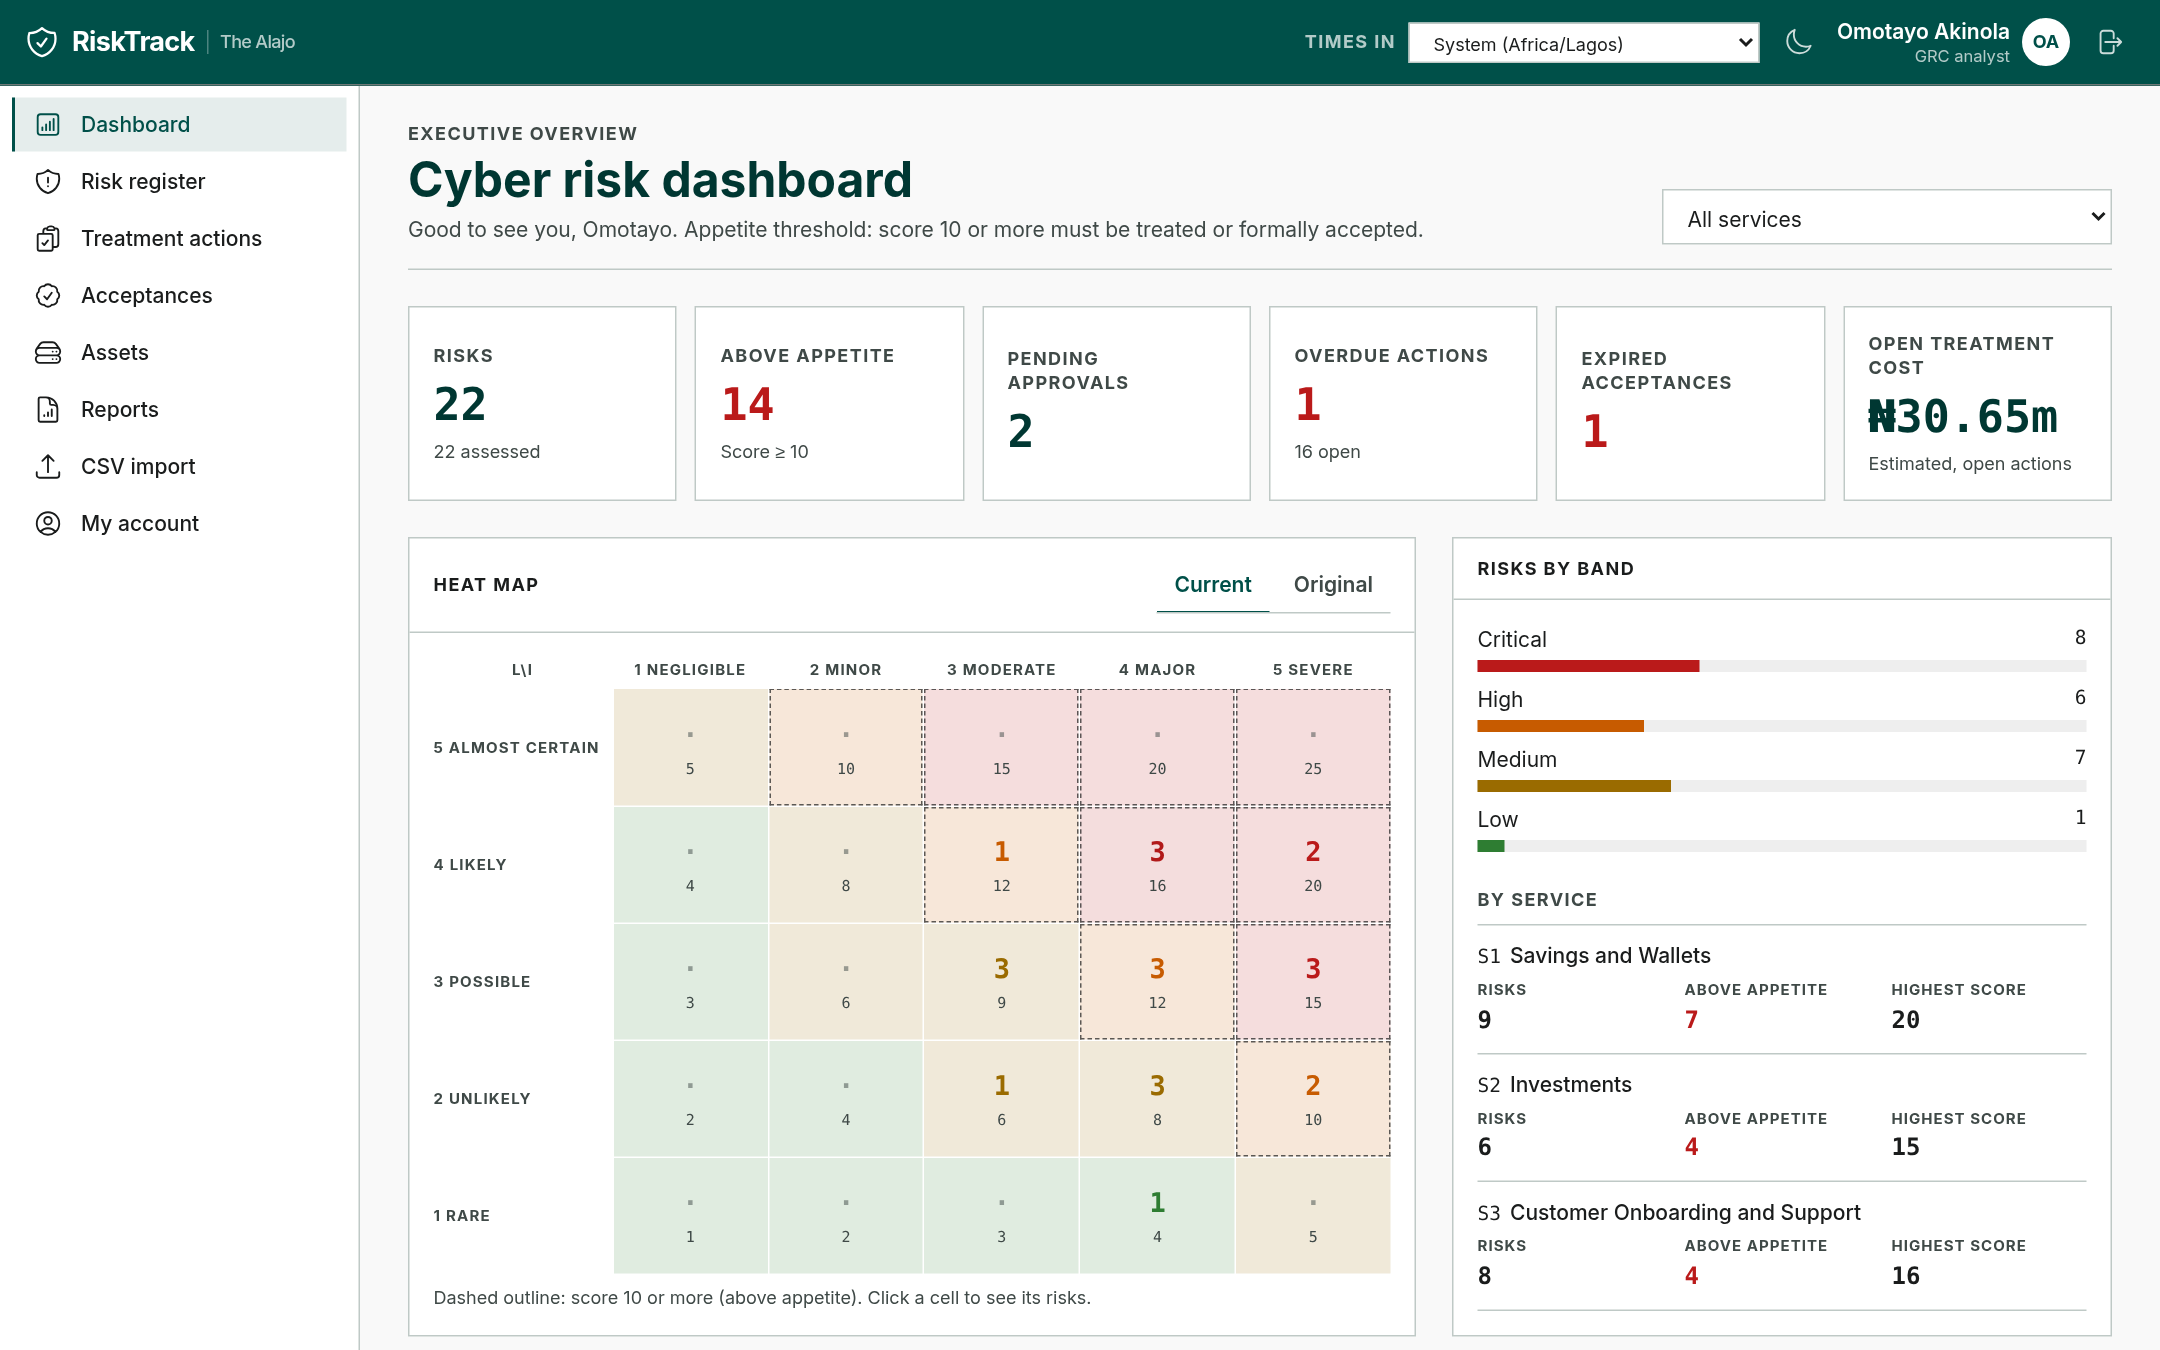 RiskTrack The Alajo
TIMES IN System (Africa/Lagos) Omotayo Akinola OA
GRC analyst
Dashboard
Risk register
Treatment actions
Acceptances
Assets
Reports
CSV import
My account
EXECUTIVE OVERVIEW
Cyber risk dashboard
Good to see you, Omotayo. Appetite threshold: score 10 or more must be treated or formally accepted.
All services
RISKS
22
22 assessed
ABOVE APPETITE
14
Score ≥ 10
PENDING
APPROVALS
2
OVERDUE ACTIONS
1
16 open
EXPIRED
ACCEPTANCES
1
OPEN TREATMENT
COST
₦30.65m
Estimated, open actions
HEAT MAP Current Original
L\I 1 NEGLIGIBLE 2 MINOR 3 MODERATE 4 MAJOR 5 SEVERE
5 ALMOST CERTAIN
· · · · ·
5 10 15 20 25
4 LIKELY
· · 1 3 2
4 8 12 16 20
3 POSSIBLE
· · 3 3 3
3 6 9 12 15
2 UNLIKELY
· · 1 3 2
2 4 6 8 10
1 RARE
· · · 1 ·
1 2 3 4 5
Dashed outline: score 10 or more (above appetite). Click a cell to see its risks.
RISKS BY BAND
Critical 8
High 6
Medium 7
Low 1
BY SERVICE
S1 Savings and Wallets
RISKS ABOVE APPETITE HIGHEST SCORE
9 7 20
S2 Investments
RISKS ABOVE APPETITE HIGHEST SCORE
6 4 15
S3 Customer Onboarding and Support
RISKS ABOVE APPETITE HIGHEST SCORE
8 4 16